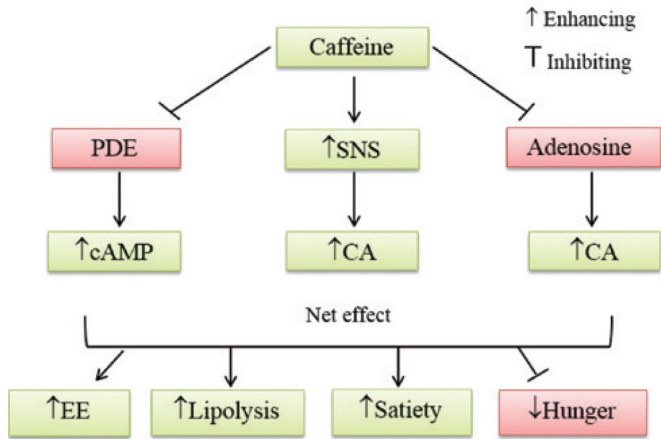 Caffeine
↑ Enhancing
T Inhibiting
PDE
↑SNS
Adenosine
↑cAMP
↑CA
↑CA
Net effect
↑EE
↑Lipolysis
↑Satiety
↓Hunger